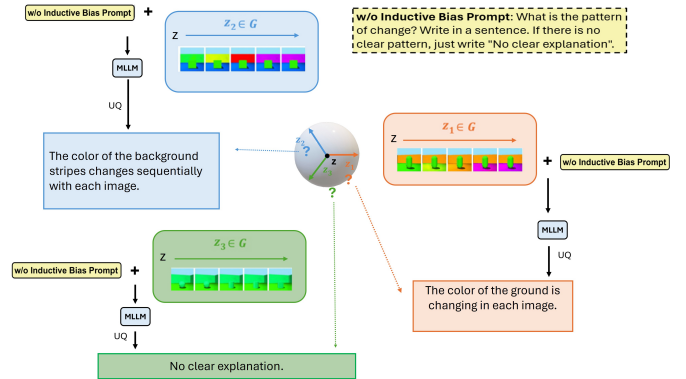 w/o Inductive Bias Prompt
+
z₂ ∈ G
Z
MLLM
UQ
The color of the background
stripes changes sequentially
with each image.
w/o Inductive Bias Prompt: What is the pattern
of change? Write in a sentence. If there is no
clear pattern, just write "No clear explanation".
z₂
?
z
z₁
?
z₃
?
z₁ ∈ G
Z
+
w/o Inductive Bias Prompt
MLLM
UQ
The color of the ground is
changing in each image.
z₃ ∈ G
Z
w/o Inductive Bias Prompt
+
MLLM
UQ
No clear explanation.